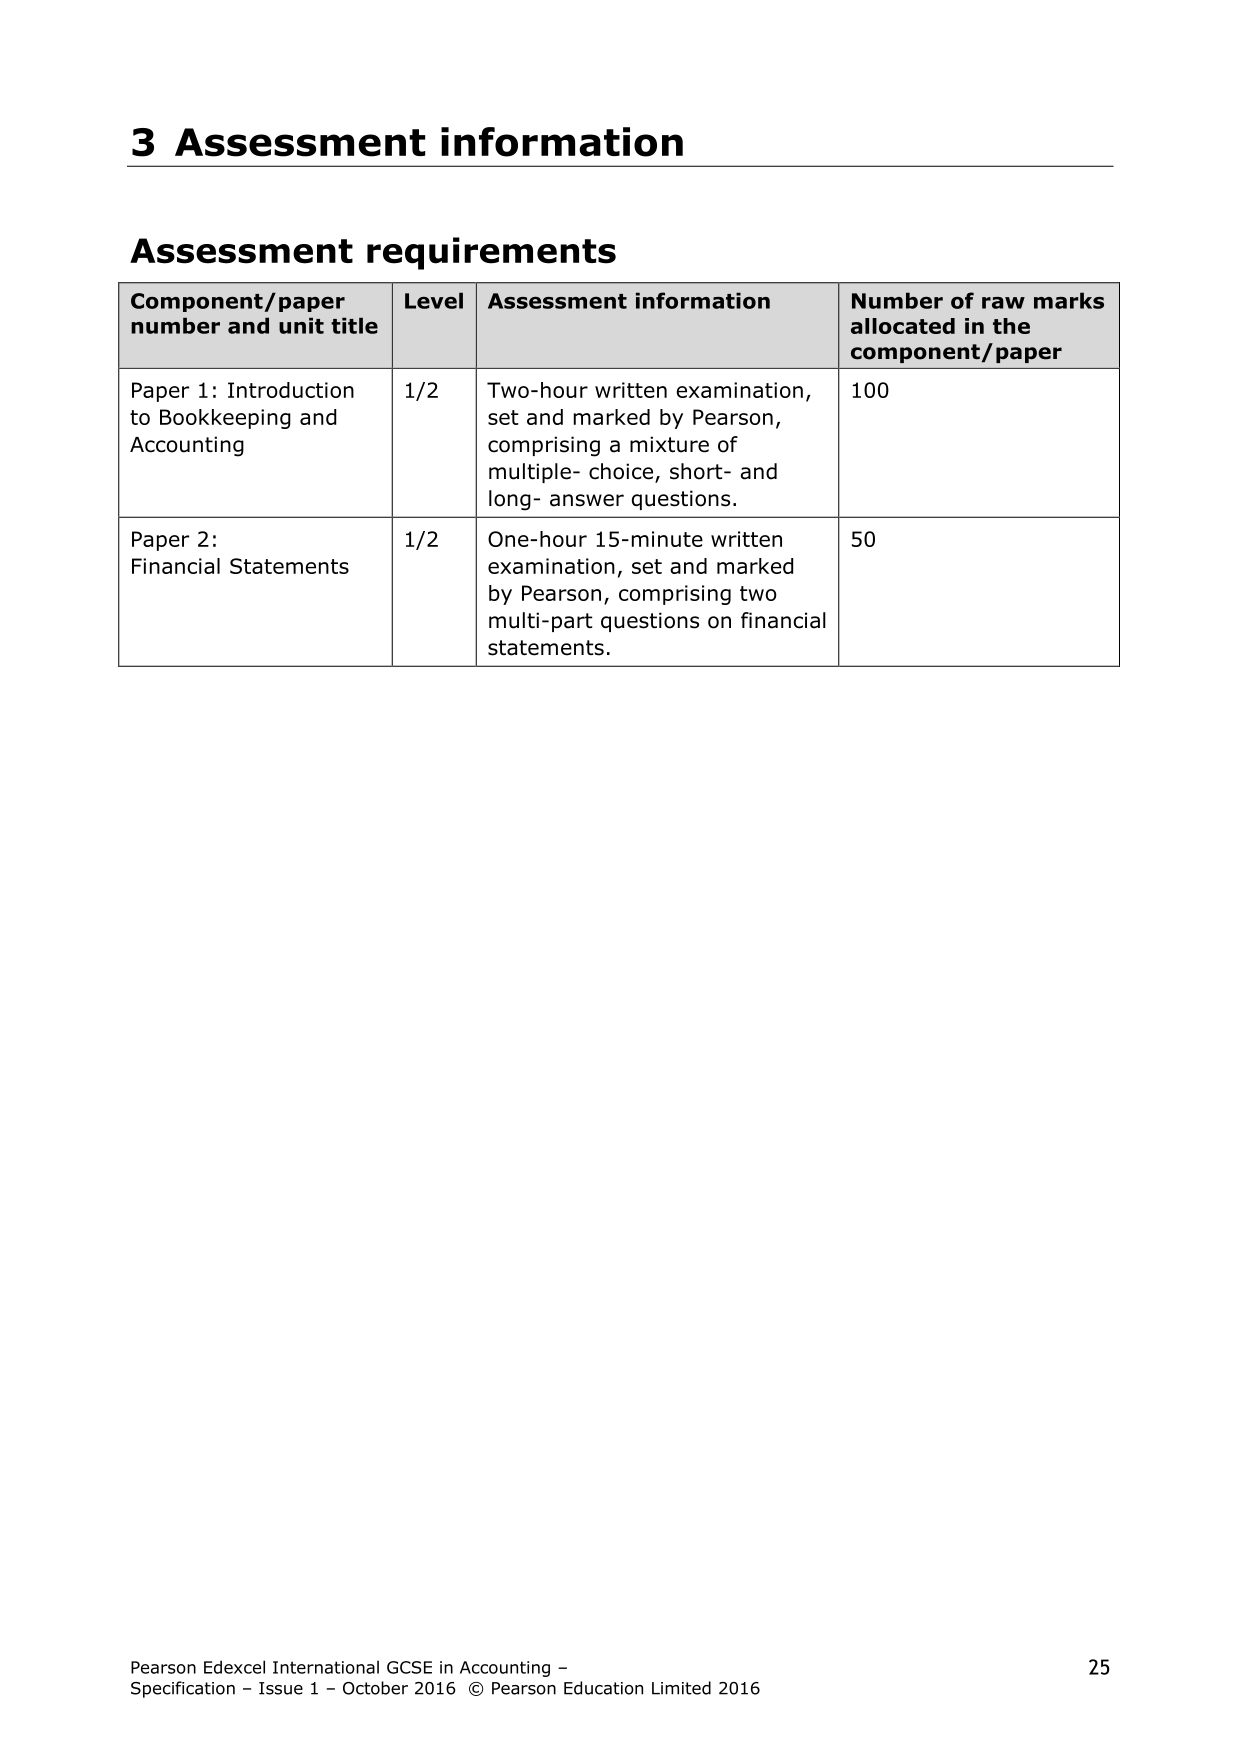 3 Assessment information
Assessment requirements
Component/paper
number and unit title
Level
Assessment information
Number of raw marks
allocated in the
component/paper
Paper 1: Introduction
to Bookkeeping and
Accounting
1/2
Two-hour written examination,
set and marked by Pearson,
comprising a mixture of
multiple- choice, short- and
long- answer questions.
100
Paper 2:
Financial Statements
1/2
One-hour 15-minute written
examination, set and marked
by Pearson, comprising two
multi-part questions on financial
statements.
50
Pearson Edexcel International GCSE in Accounting –
Specification – Issue 1 – October 2016 © Pearson Education Limited 2016
25